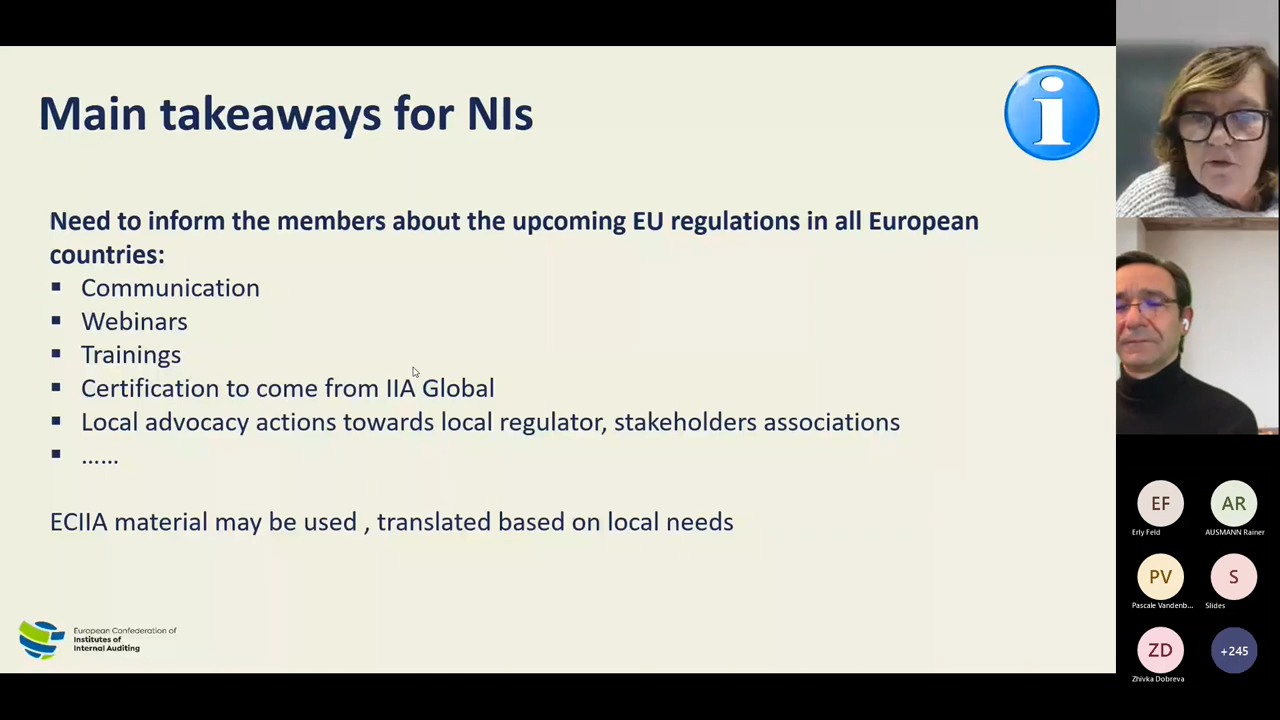 Main takeaways for NIs
Need to inform the members about the upcoming EU regulations in all European
countries:
▪ Communication
▪ Webinars
▪ Trainings
▪ Certification to come from IIA Global
▪ Local advocacy actions towards local regulator, stakeholders associations
▪ ……
ECIIA material may be used , translated based on local needs
European Confederation of
Institutes of
Internal Auditing
i
EF
AR
Erly Feld
AUSMANN Rainer
PV
S
Pascale Vandenb...
Slides
ZD
+245
Zhivka Dobreva